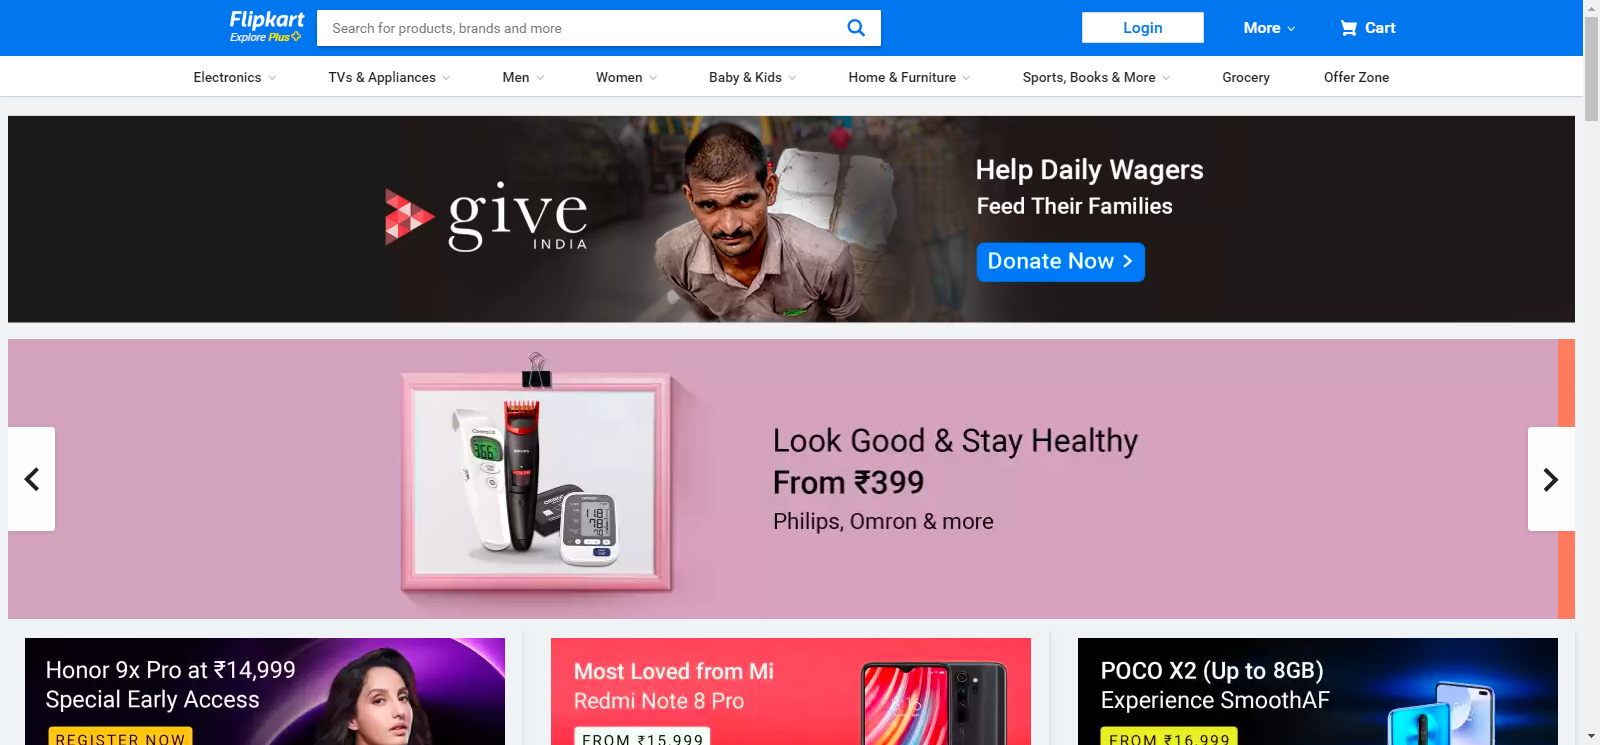 Flipkart
Explore Plus
Search for products, brands and more
Login
More
Cart
Electronics
TVs & Appliances
Men
Women
Baby & Kids
Home & Furniture
Sports, Books & More
Grocery
Offer Zone
give
INDIA
Help Daily Wagers
Feed Their Families
Donate Now >
Look Good & Stay Healthy
From ₹399
Philips, Omron & more
Honor 9x Pro at ₹14,999
Special Early Access
REGISTER NOW
Most Loved from Mi
Redmi Note 8 Pro
FROM ₹15,999
POCO X2 (Up to 8GB)
Experience SmoothAF
FROM ₹16,999